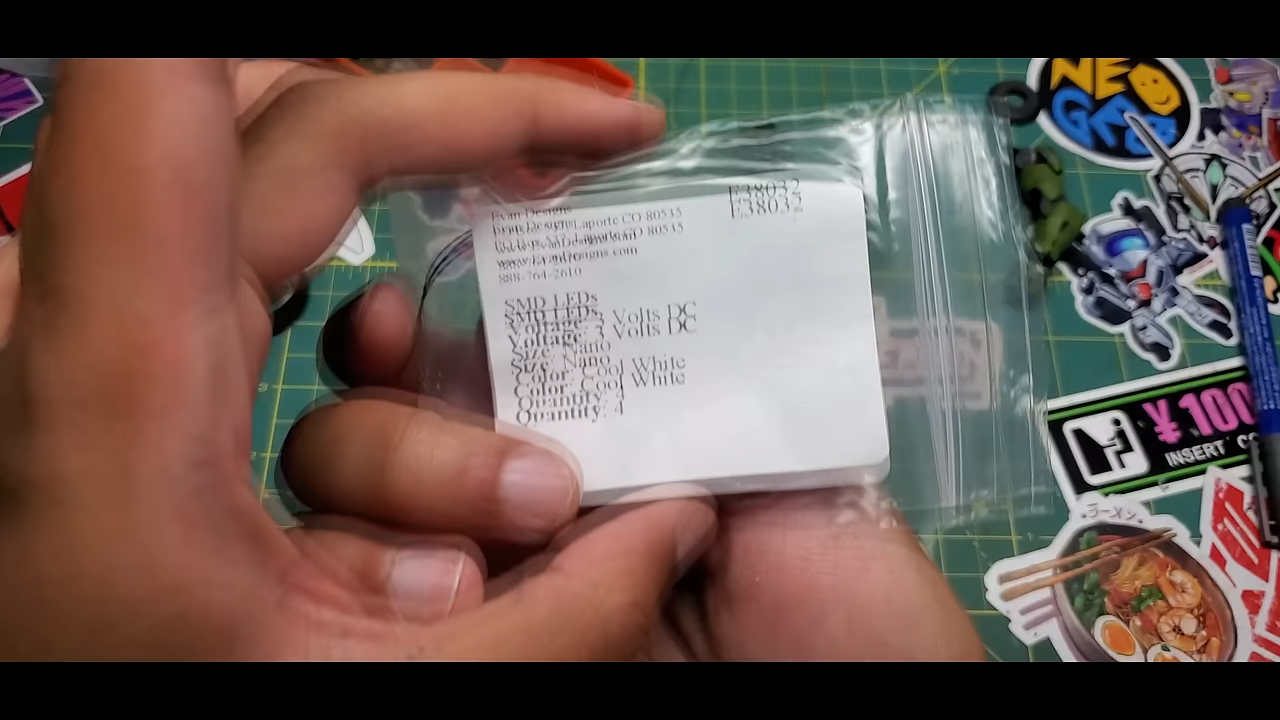 E38032
Evan Designs
Laporte CO 80535
www.EvanDesigns.com
888-764-2610
SMD LEDs
Voltage: 3 Volts DC
Size: Nano
Color: Cool White
Quantity: 4
NEO
GEO
¥100
INSERT